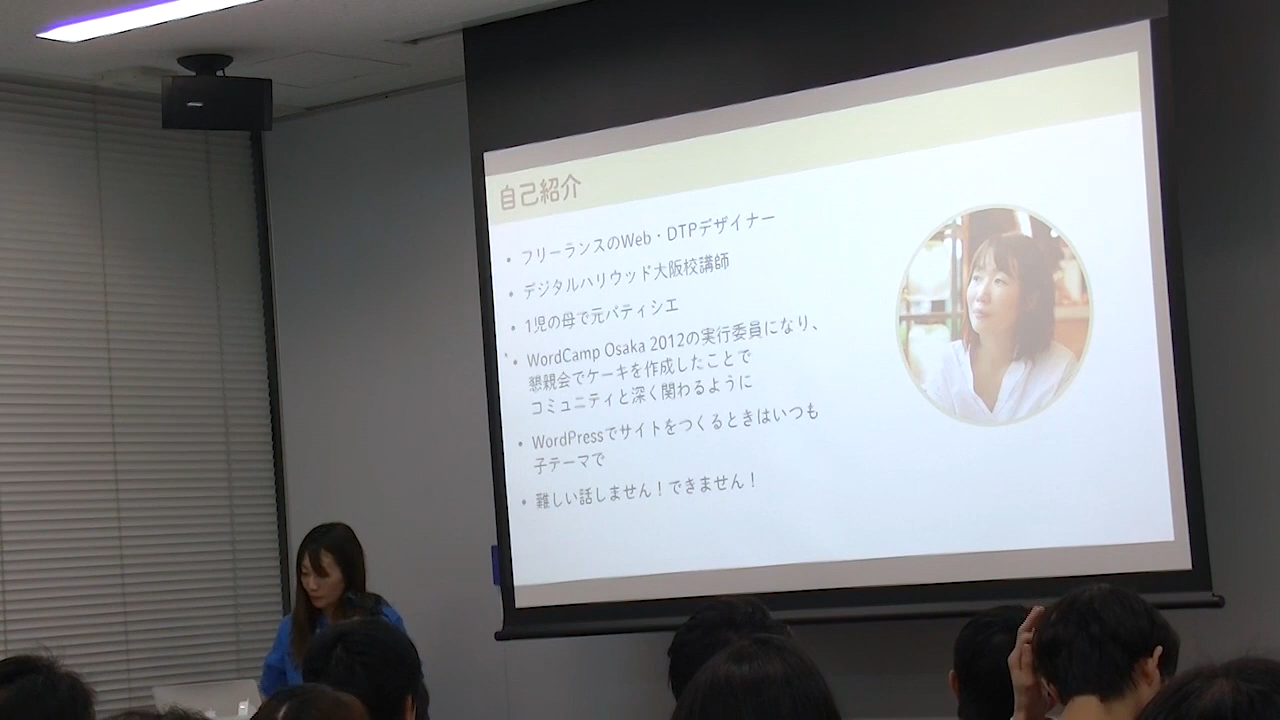 自己紹介
• フリーランスのWeb・DTPデザイナー
• デジタルハリウッド大阪校講師
• 1児の母で元パティシエ
• WordCamp Osaka 2012の実行委員になり、
懇親会でケーキを作成したことで
コミュニティと深く関わるように
• WordPressでサイトをつくるときはいつも
子テーマで
• 難しい話しません！できません！